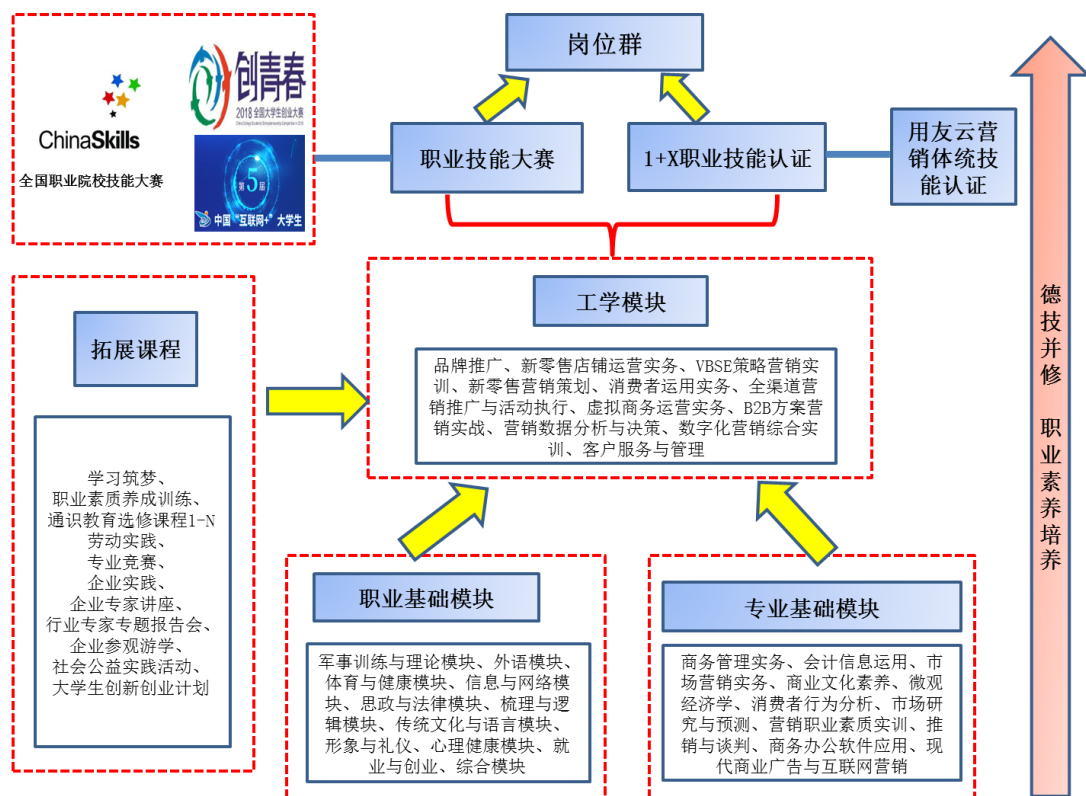 岗位群
ChinaSkills
全国职业院校技能大赛
创青春
2018全国大学生创业大赛
第
5
届
中国“互联网+”大学生
职业技能大赛
1+X职业技能认证
用友云营
销体统技
能认证
工学模块
品牌推广、新零售店铺运营实务、VBSE策略营销实
训、新零售营销策划、消费者运用实务、全渠道营
销推广与活动执行、虚拟商务运营实务、B2B方案营
销实战、营销数据分析与决策、数字化营销综合实
训、客户服务与管理
拓展课程
学习筑梦、
职业素质养成训练、
通识教育选修课程1-N
劳动实践、
专业竞赛、
企业实践、
企业专家讲座、
行业专家专题报告会、
企业参观游学、
社会公益实践活动、
大学生创新创业计划
职业基础模块
军事训练与理论模块、外语模块、
体育与健康模块、信息与网络模
块、思政与法律模块、梳理与逻
辑模块、传统文化与语言模块、
形象与礼仪、心理健康模块、就
业与创业、综合模块
专业基础模块
商务管理实务、会计信息运用、市
场营销实务、商业文化素养、微观
经济学、消费者行为分析、市场研
究与预测、营销职业素质实训、推
销与谈判、商务办公软件应用、现
代商业广告与互联网营销
德技并修 职业素养培养